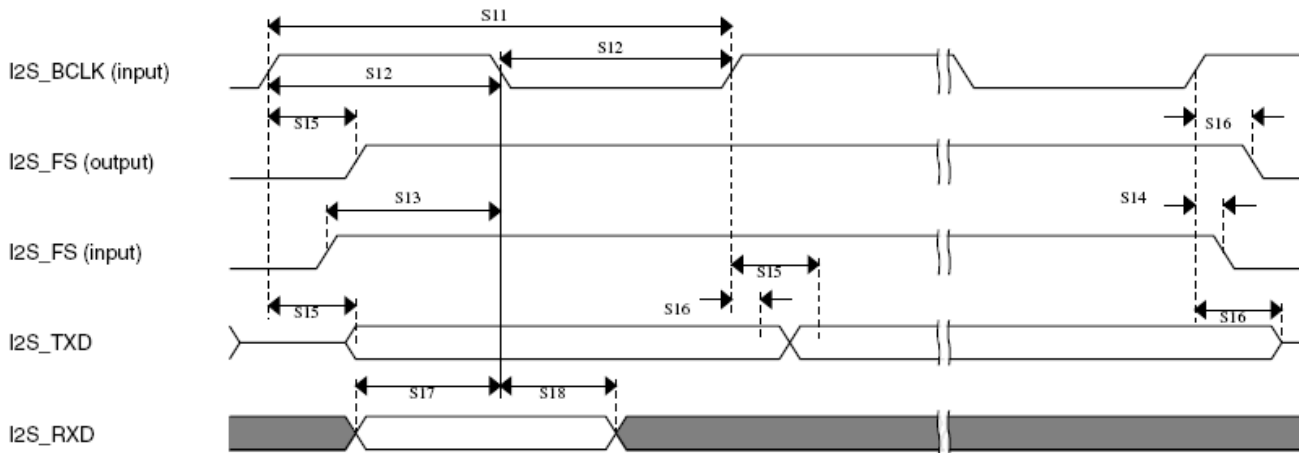 S11
S12
I2S_BCLK (input)
S12
S15
S16
I2S_FS (output)
S13
S14
I2S_FS (input)
S15
S15
S16
S16
I2S_TXD
S17
S18
I2S_RXD